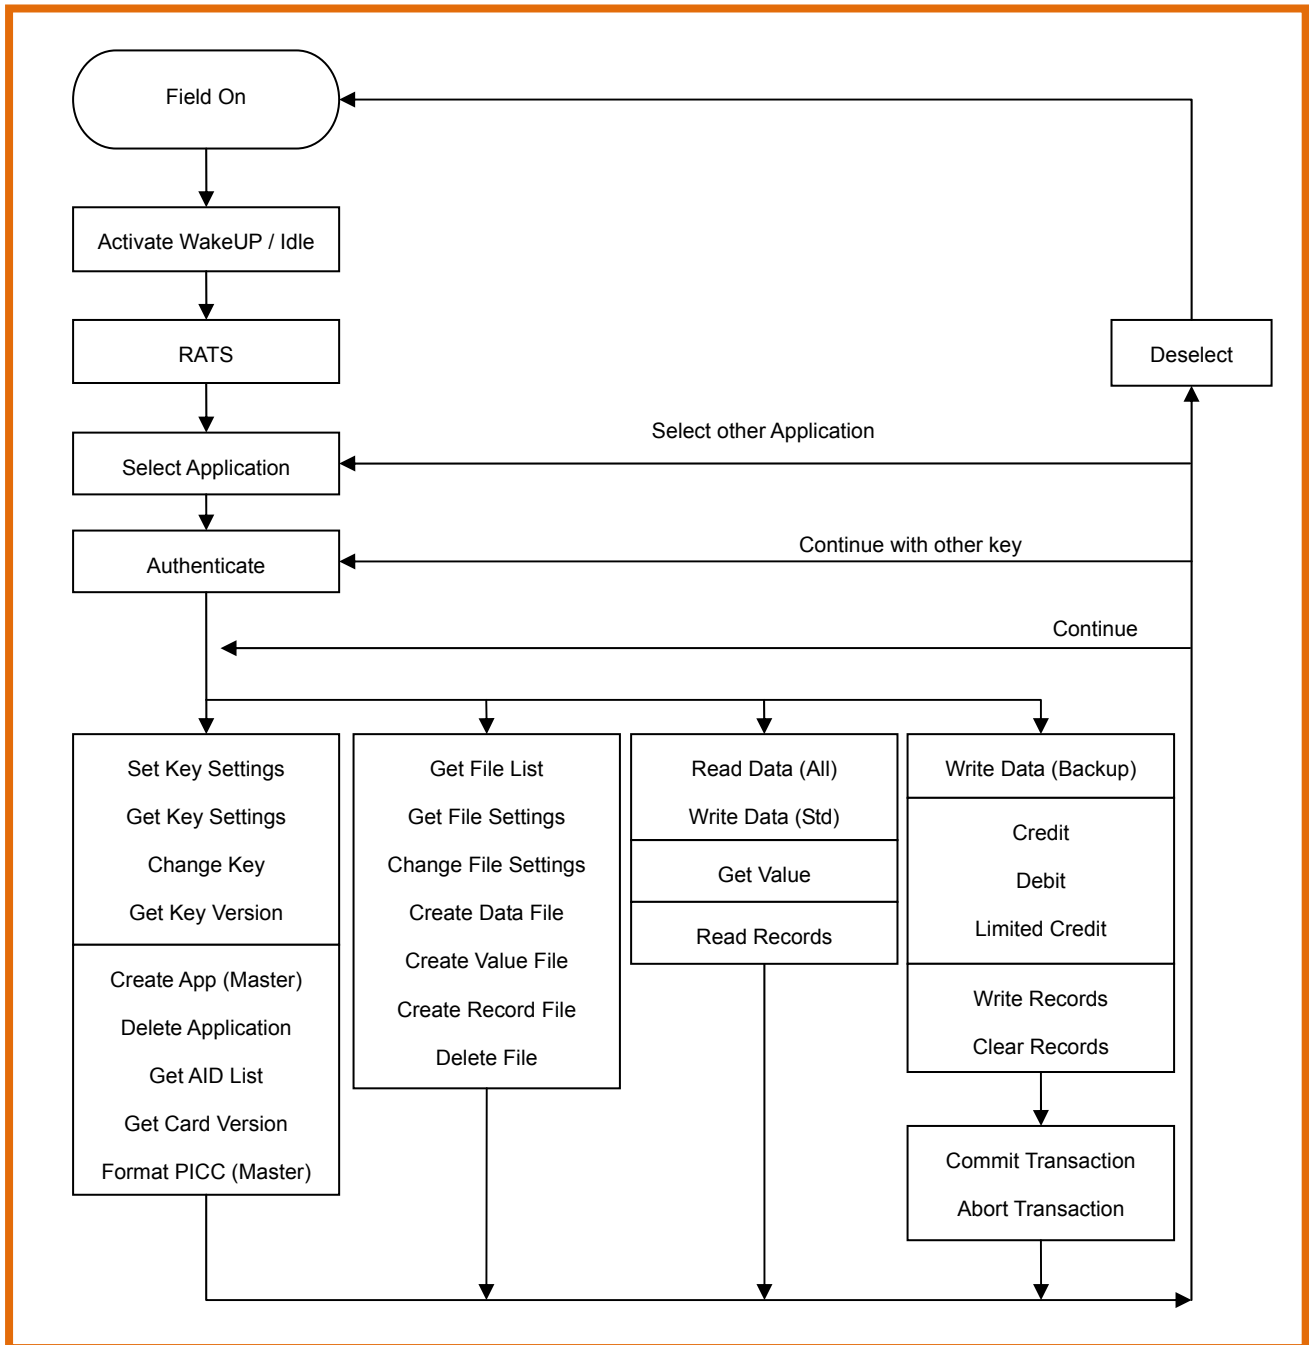 Field On
Activate WakeUP / Idle
RATS
Deselect
Select other Application
Select Application
Continue with other key
Authenticate
Continue
Set Key Settings
Get Key Settings
Change Key
Get Key Version
Create App (Master)
Delete Application
Get AID List
Get Card Version
Format PICC (Master)
Get File List
Get File Settings
Change File Settings
Create Data File
Create Value File
Create Record File
Delete File
Read Data (All)
Write Data (Std)
Get Value
Read Records
Write Data (Backup)
Credit
Debit
Limited Credit
Write Records
Clear Records
Commit Transaction
Abort Transaction